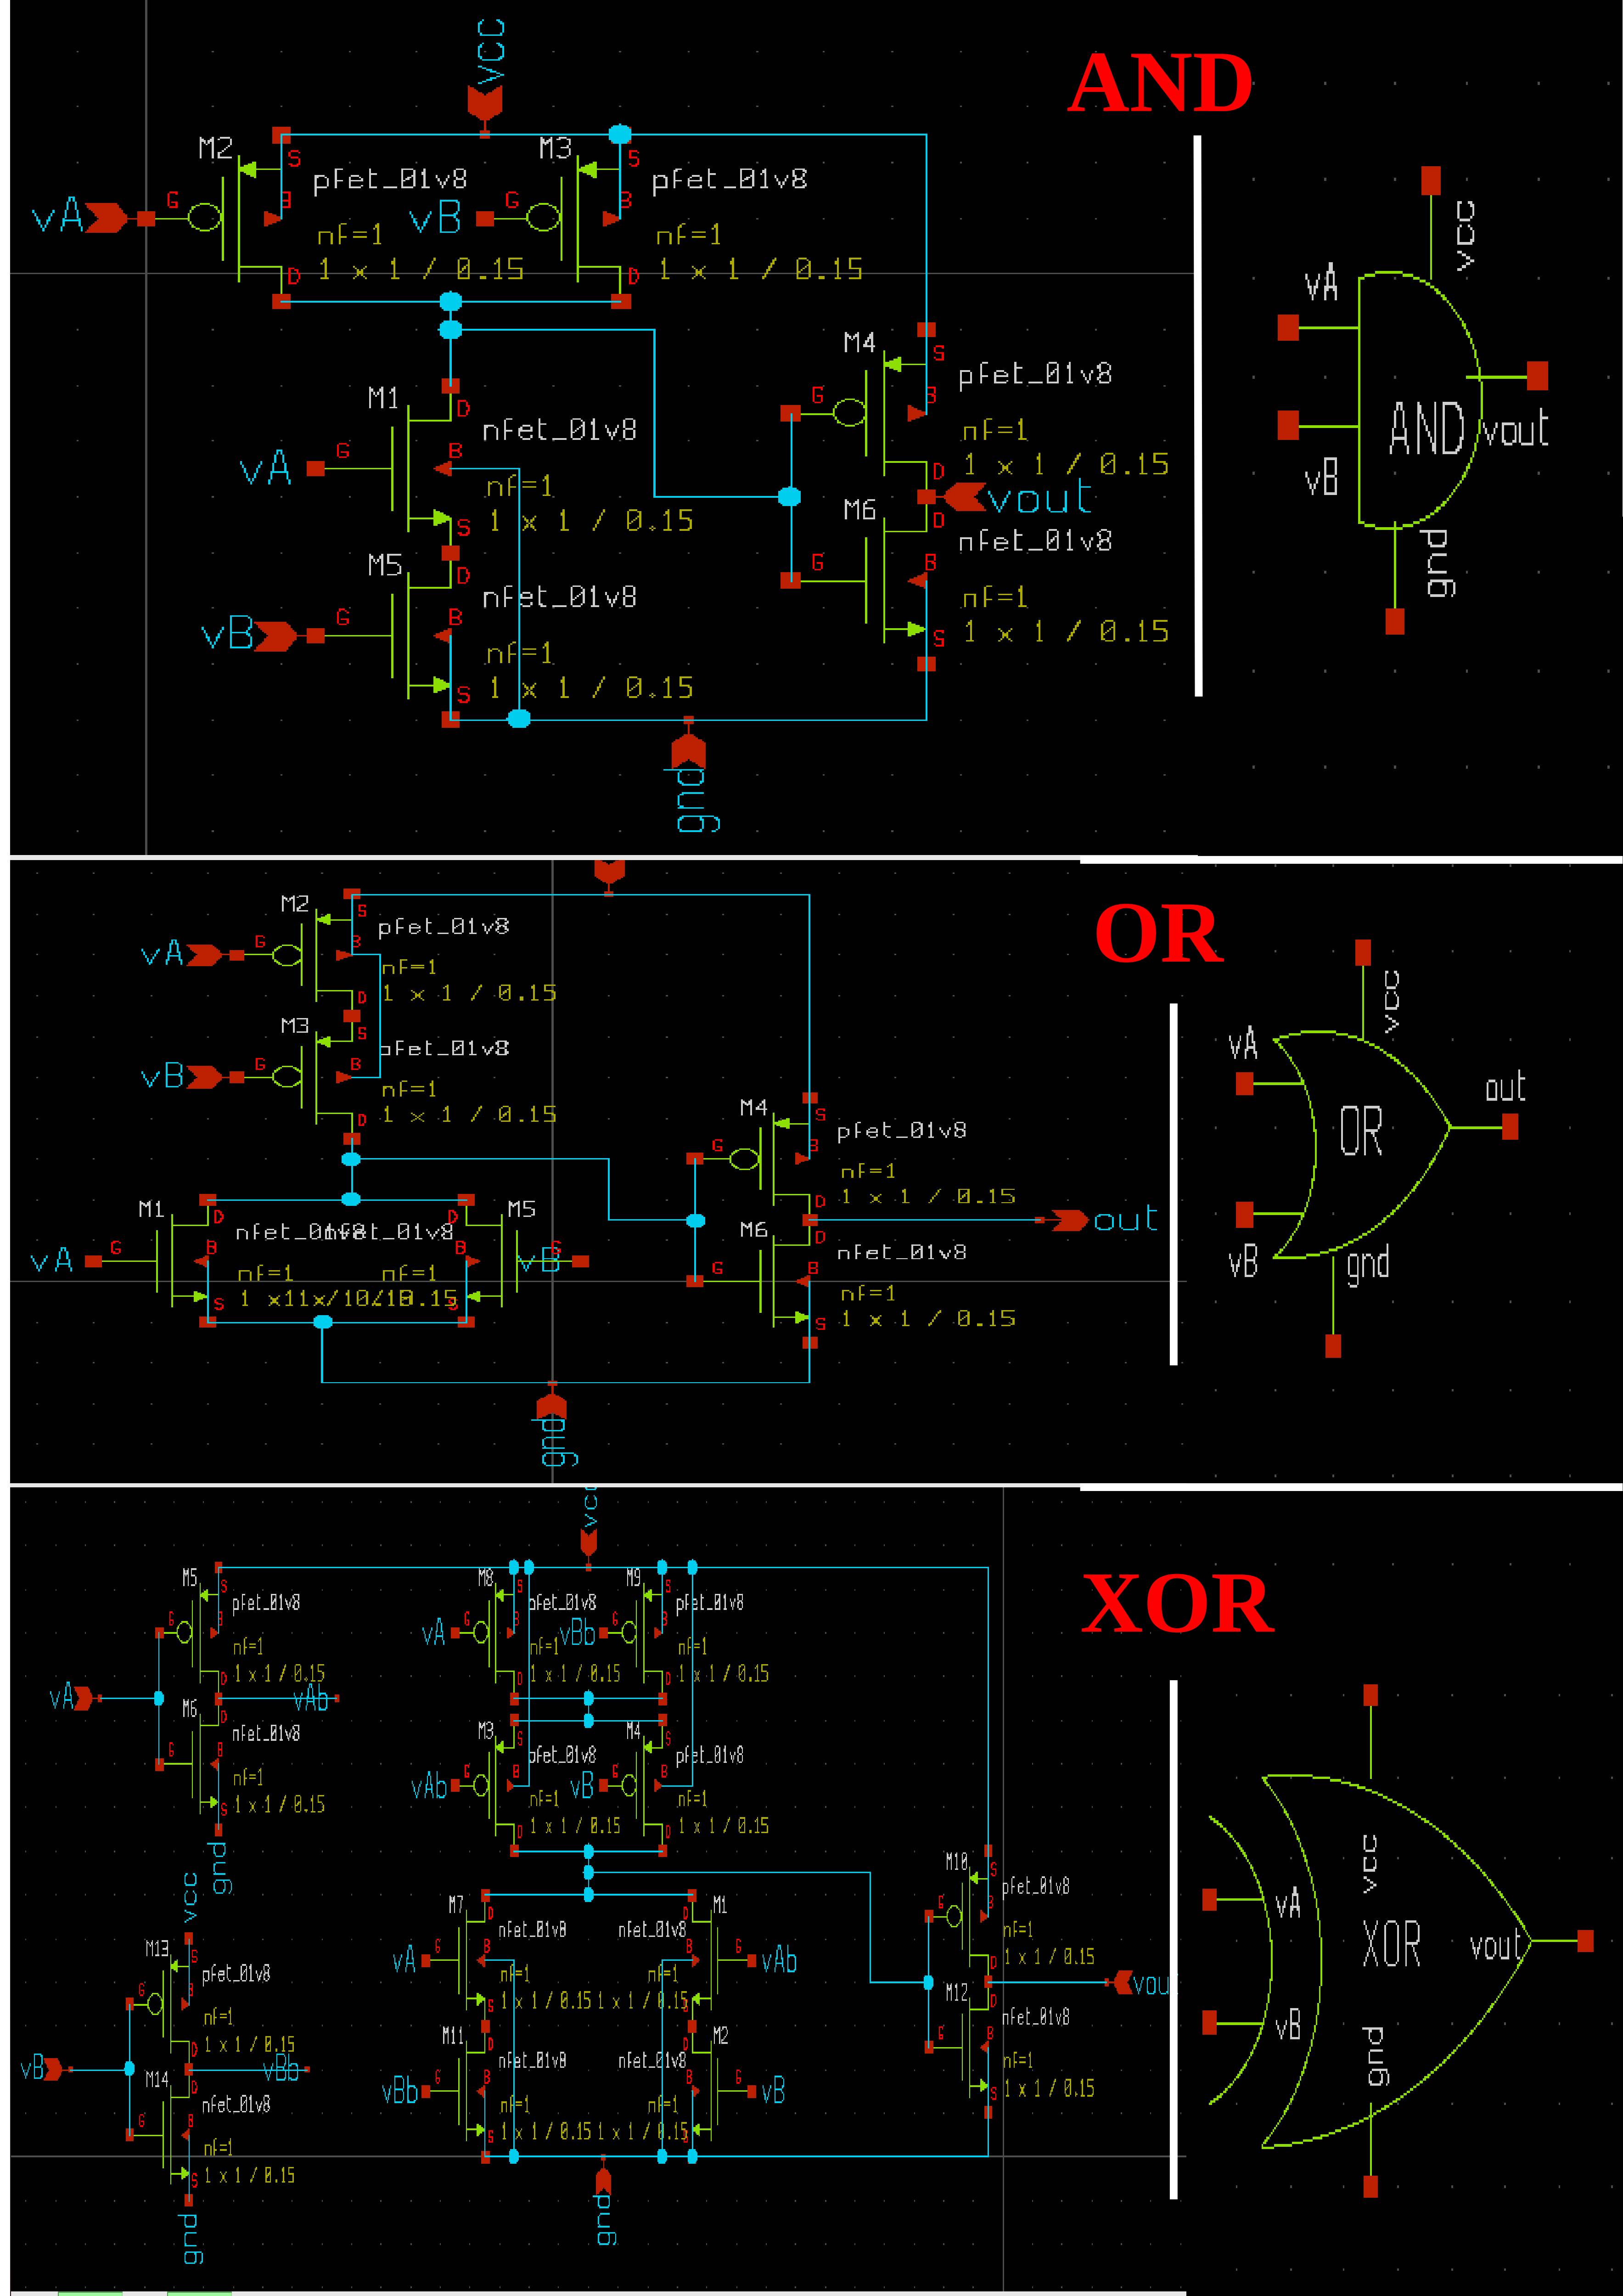 AND
vcc
M2
S
pfet_01v8
B
vA
G
nf=1
1 x 1 / 0.15
D
M3
S
pfet_01v8
B
vB
G
nf=1
1 x 1 / 0.15
D
M1
D
nfet_01v8
vA
G
B
nf=1
1 x 1 / 0.15
S
M5
D
nfet_01v8
vB
G
B
nf=1
1 x 1 / 0.15
S
M4
S
pfet_01v8
G
B
nf=1
1 x 1 / 0.15
D
vout
M6
D
nfet_01v8
G
B
nf=1
1 x 1 / 0.15
S
gnd
vcc
vA
AND
vout
vB
gnd
OR
M2
S
pfet_01v8
vA
G
B
nf=1
1 x 1 / 0.15
D
M3
S
pfet_01v8
vB
G
B
nf=1
1 x 1 / 0.15
D
M1
D
nfet_01v8
vA
G
B
nf=1
S
M5
D
nfet_01v8
vB
G
B
nf=1
S
M4
S
pfet_01v8
G
B
nf=1
1 x 1 / 0.15
D
out
M6
D
nfet_01v8
G
B
nf=1
1 x 1 / 0.15
S
gnd
vcc
vA
OR
out
vB
gnd
XOR
vcc
M5
S
pfet_01v8
G
B
nf=1
1 x 1 / 0.15
D
vA
vAb
M6
D
nfet_01v8
G
B
nf=1
1 x 1 / 0.15
S
gnd
M8
S
pfet_01v8
vA
G
B
nf=1
1 x 1 / 0.15
D
M9
S
pfet_01v8
vBb
G
B
nf=1
1 x 1 / 0.15
D
M3
S
pfet_01v8
vAb
G
B
nf=1
1 x 1 / 0.15
D
M4
S
pfet_01v8
vB
G
B
nf=1
1 x 1 / 0.15
D
vcc
M13
S
pfet_01v8
G
B
nf=1
1 x 1 / 0.15
D
vB
vBb
M14
D
nfet_01v8
G
B
nf=1
1 x 1 / 0.15
S
gnd
M7
D
nfet_01v8
vA
G
B
nf=1
1 x 1 / 0.15
S
M1
D
nfet_01v8
vAb
G
B
nf=1
1 x 1 / 0.15
S
M11
D
nfet_01v8
vBb
G
B
nf=1
1 x 1 / 0.15
S
M2
D
nfet_01v8
vB
G
B
nf=1
1 x 1 / 0.15
S
gnd
M10
S
pfet_01v8
G
B
nf=1
1 x 1 / 0.15
D
vou
M12
D
nfet_01v8
G
B
nf=1
1 x 1 / 0.15
S
vcc
vA
XOR
vout
vB
gnd